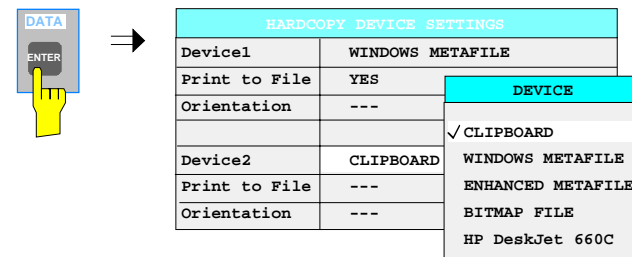 DATA
ENTER
HARDCOPY DEVICE SETTINGS
Device1 WINDOWS METAFILE
Print to File YES
Orientation ---
Device2 CLIPBOARD
Print to File ---
Orientation ---
DEVICE
✓ CLIPBOARD
WINDOWS METAFILE
ENHANCED METAFILE
BITMAP FILE
HP DeskJet 660C